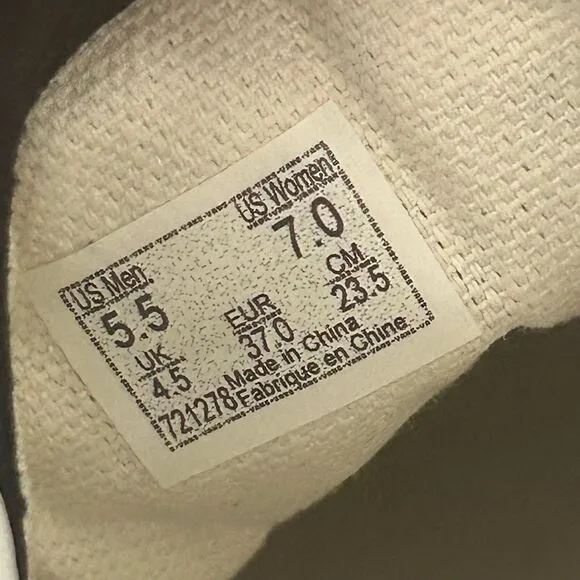 US Men
US Women
5.5
7.0
UK
EUR
CM
4.5
37.0
23.5
721278
Made in China
Fabrique en Chine